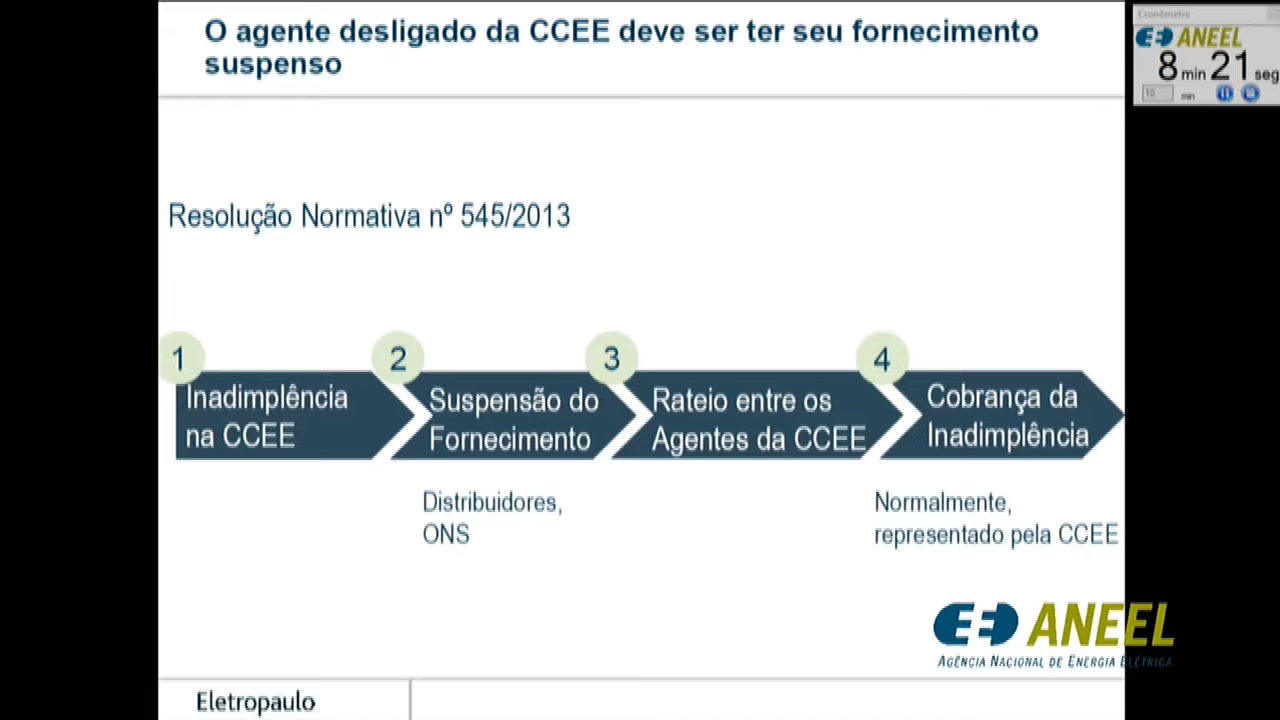 O agente desligado da CCEE deve ser ter seu fornecimento
suspenso
Cronômetro
ANEEL
8 min 21 seg
10 min
Resolução Normativa nº 545/2013
1
Inadimplência
na CCEE
2
Suspensão do
Fornecimento
3
Rateio entre os
Agentes da CCEE
4
Cobrança da
Inadimplência
Distribuidores,
ONS
Normalmente,
representado pela CCEE
ANEEL
AGÊNCIA NACIONAL DE ENERGIA ELÉTRICA
Eletropaulo